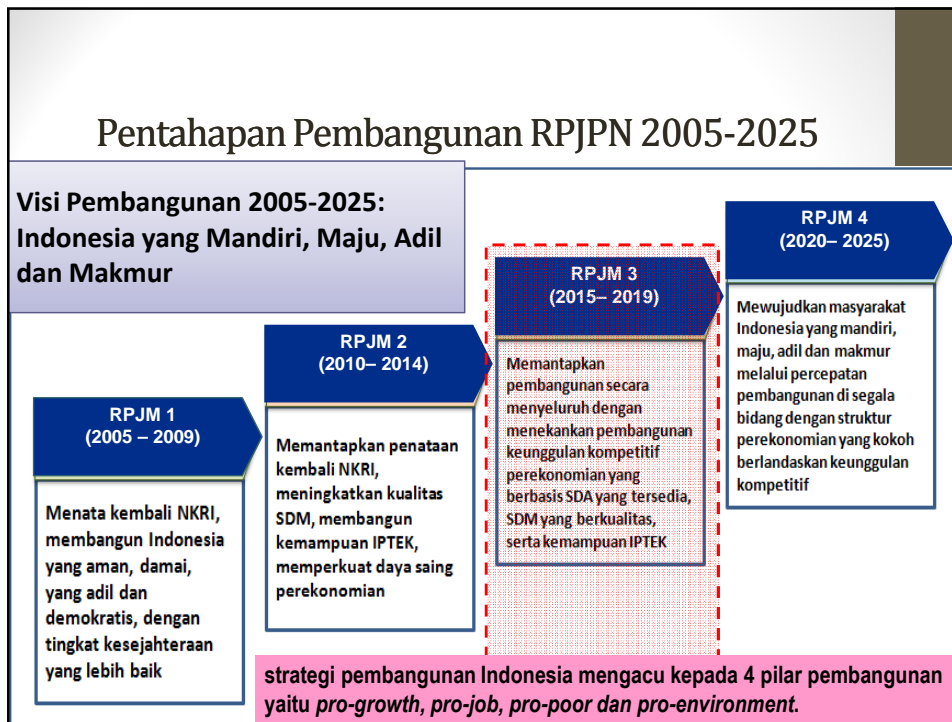 Pentahapan Pembangunan RPJPN 2005-2025
Visi Pembangunan 2005-2025:
Indonesia yang Mandiri, Maju, Adil
dan Makmur
RPJM 1
(2005 – 2009)
Menata kembali NKRI,
membangun Indonesia
yang aman, damai,
yang adil dan
demokratis, dengan
tingkat kesejahteraan
yang lebih baik
RPJM 2
(2010– 2014)
Memantapkan penataan
kembali NKRI,
meningkatkan kualitas
SDM, membangun
kemampuan IPTEK,
memperkuat daya saing
perekonomian
RPJM 3
(2015– 2019)
Memantapkan
pembangunan secara
menyeluruh dengan
menekankan pembangunan
keunggulan kompetitif
perekonomian yang
berbasis SDA yang tersedia,
SDM yang berkualitas,
serta kemampuan IPTEK
RPJM 4
(2020– 2025)
Mewujudkan masyarakat
Indonesia yang mandiri,
maju, adil dan makmur
melalui percepatan
pembangunan di segala
bidang dengan struktur
perekonomian yang kokoh
berlandaskan keunggulan
kompetitif
strategi pembangunan Indonesia mengacu kepada 4 pilar pembangunan
yaitu pro-growth, pro-job, pro-poor dan pro-environment.